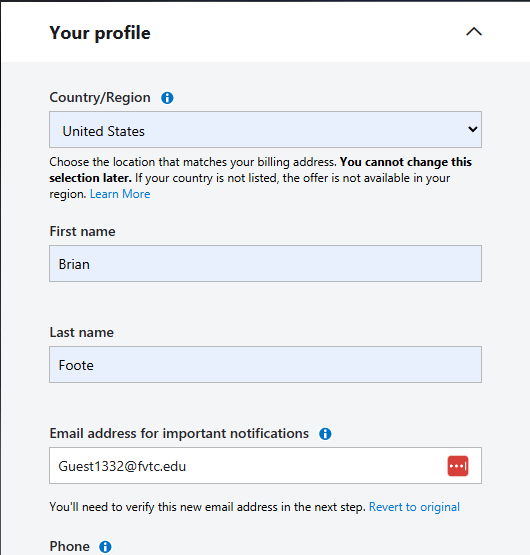 Your profile
Country/Region
United States
Choose the location that matches your billing address. You cannot change this
selection later. If your country is not listed, the offer is not available in your
region. Learn More
First name
Brian
Last name
Foote
Email address for important notifications
Guest1332@fvtc.edu
You'll need to verify this new email address in the next step. Revert to original
Phone